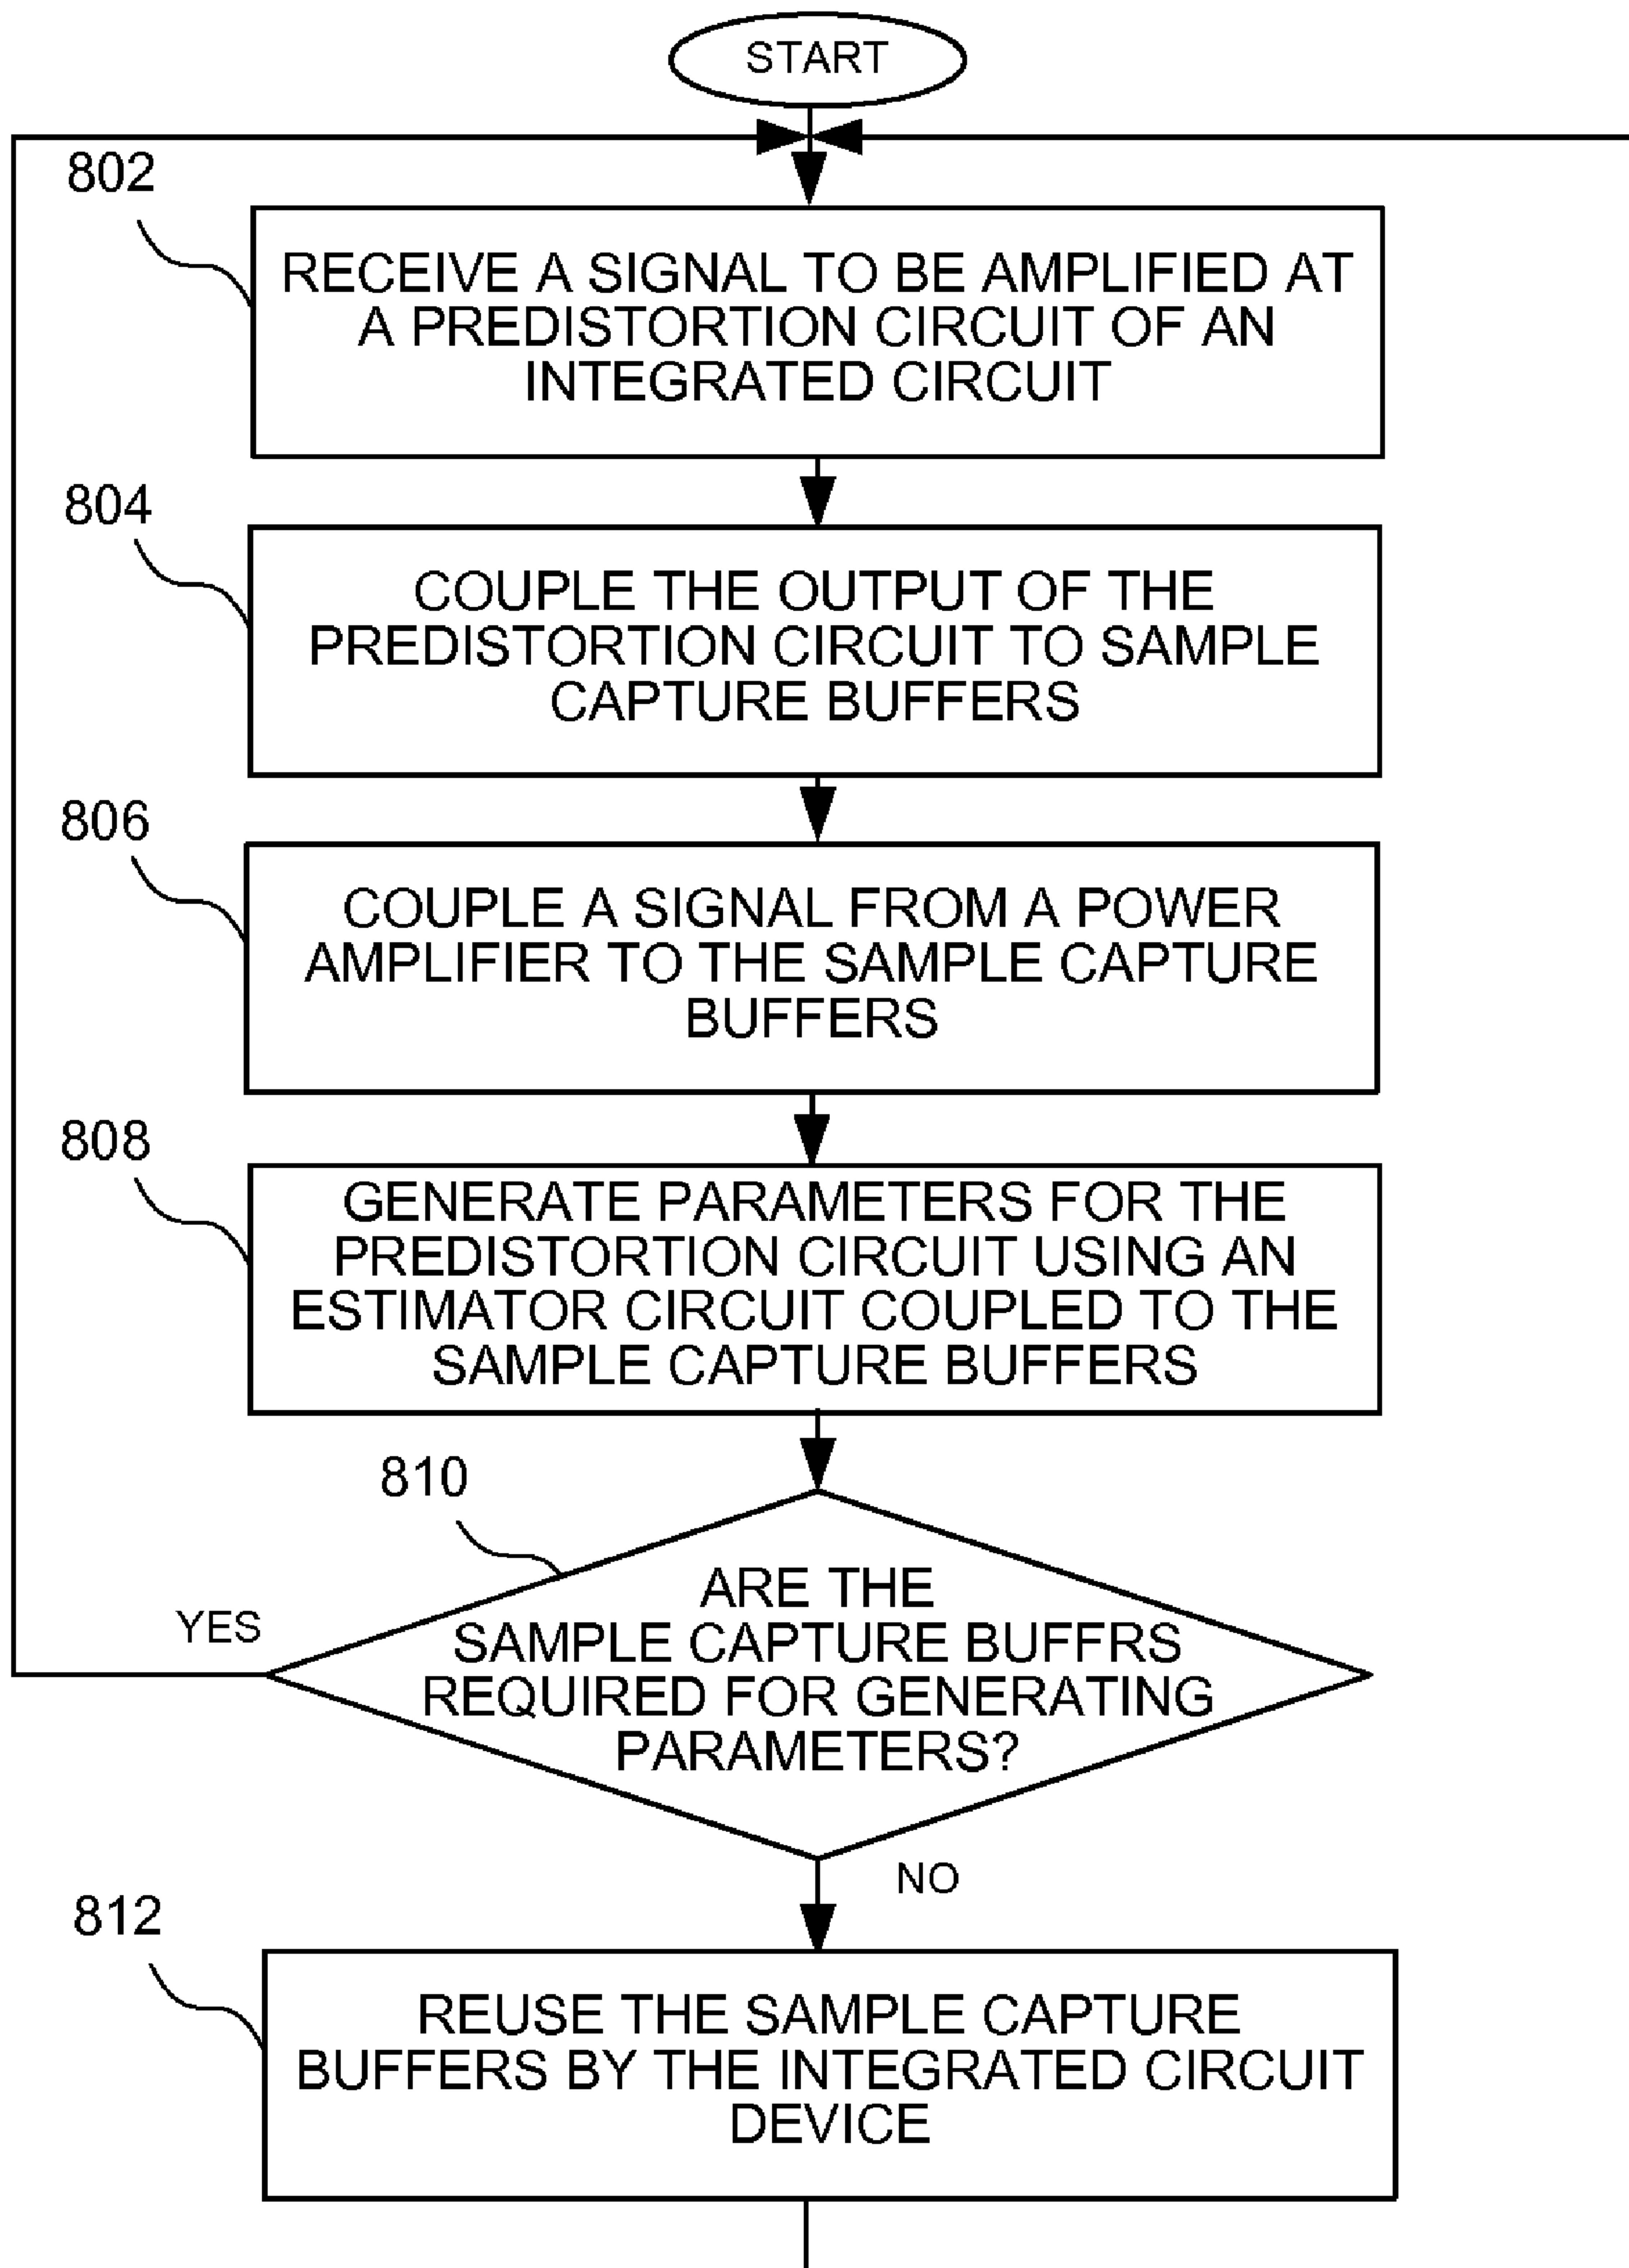 START
802
RECEIVE A SIGNAL TO BE AMPLIFIED AT
A PREDISTORTION CIRCUIT OF AN
INTEGRATED CIRCUIT
804
COUPLE THE OUTPUT OF THE
PREDISTORTION CIRCUIT TO SAMPLE
CAPTURE BUFFERS
806
COUPLE A SIGNAL FROM A POWER
AMPLIFIER TO THE SAMPLE CAPTURE
BUFFERS
808
GENERATE PARAMETERS FOR THE
PREDISTORTION CIRCUIT USING AN
ESTIMATOR CIRCUIT COUPLED TO THE
SAMPLE CAPTURE BUFFERS
810
ARE THE
SAMPLE CAPTURE BUFFRS
REQUIRED FOR GENERATING
PARAMETERS?
YES
NO
812
REUSE THE SAMPLE CAPTURE
BUFFERS BY THE INTEGRATED CIRCUIT
DEVICE